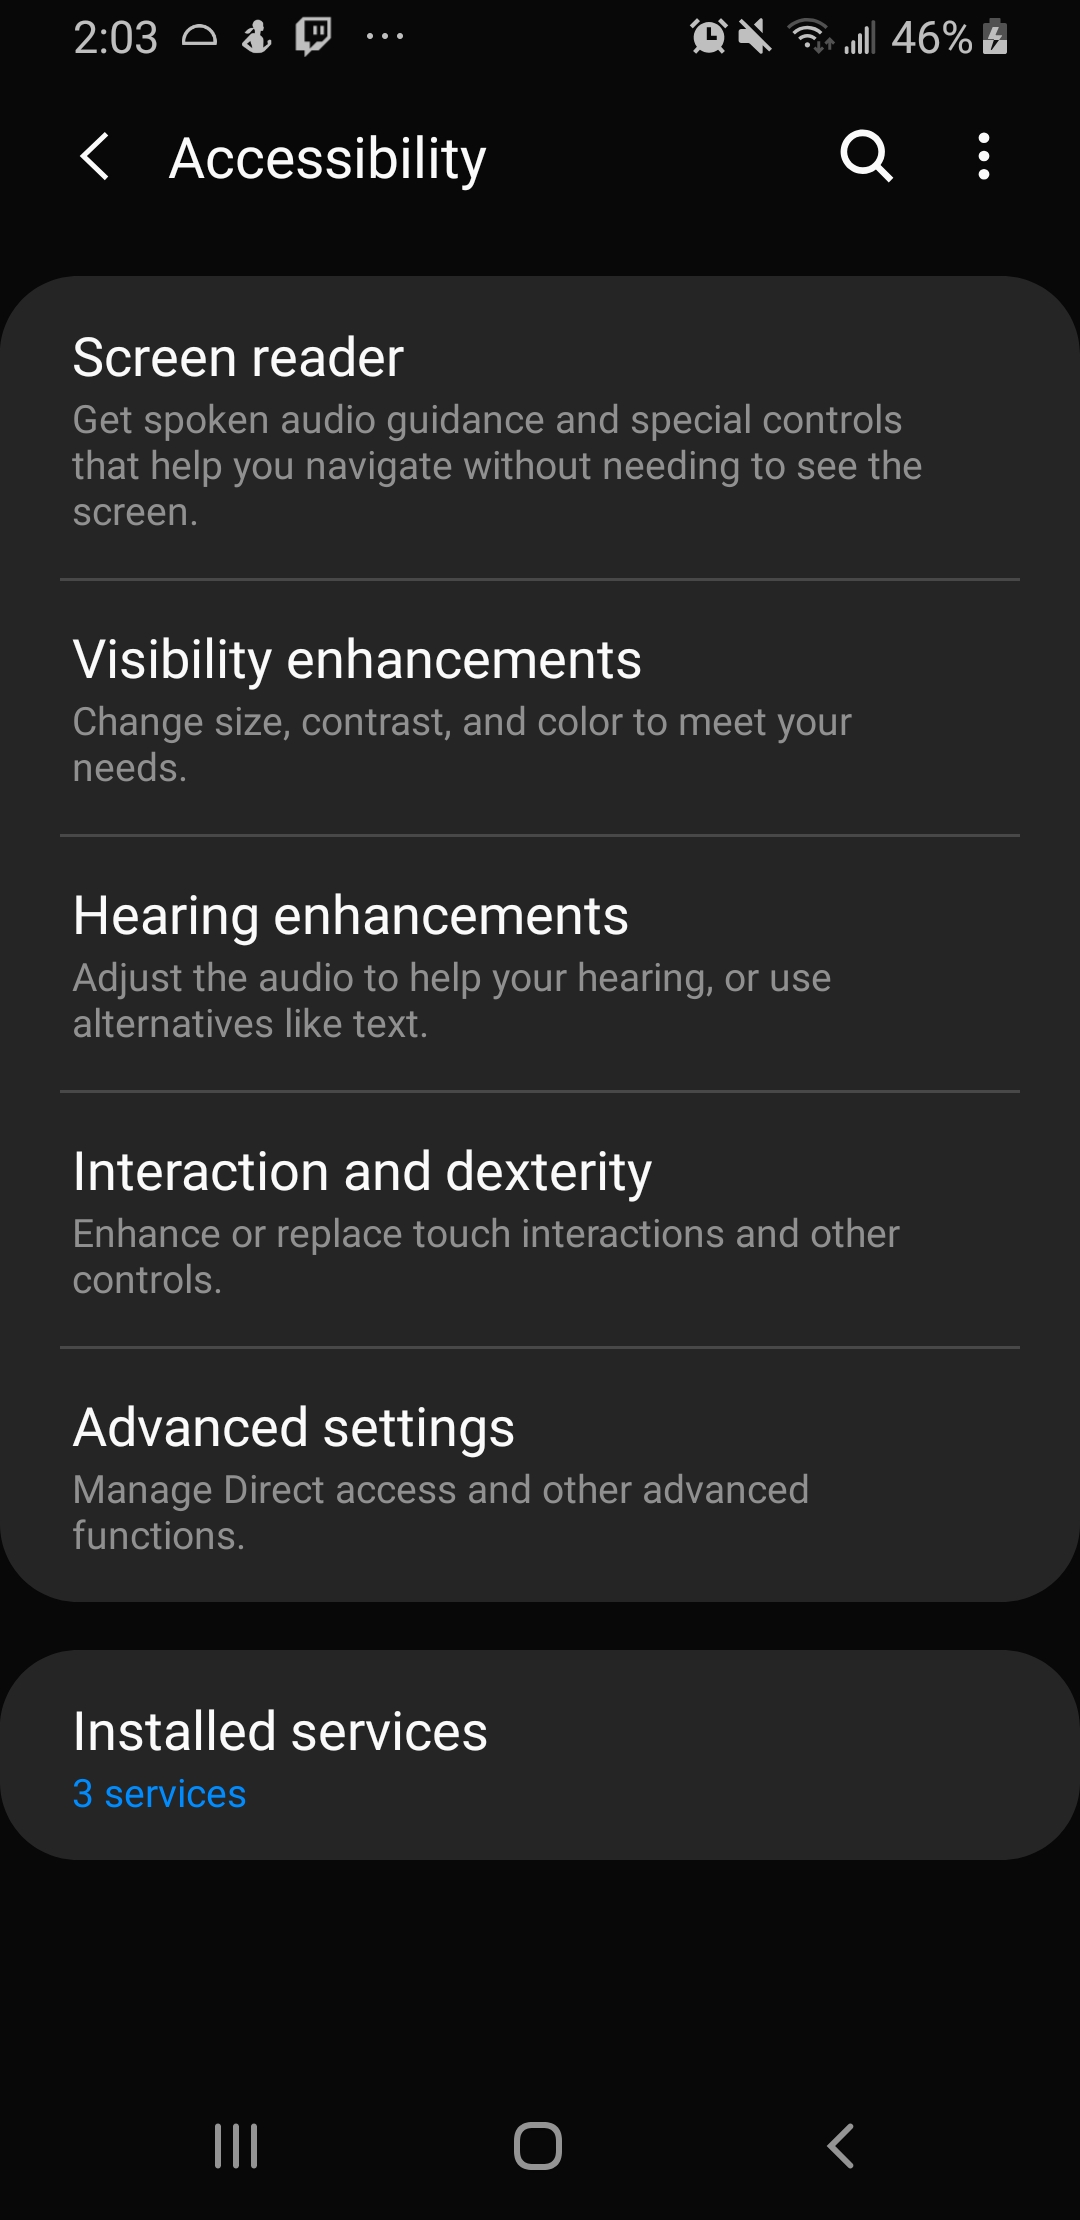 2:03 46%
Accessibility
Screen reader
Get spoken audio guidance and special controls
that help you navigate without needing to see the
screen.
Visibility enhancements
Change size, contrast, and color to meet your
needs.
Hearing enhancements
Adjust the audio to help your hearing, or use
alternatives like text.
Interaction and dexterity
Enhance or replace touch interactions and other
controls.
Advanced settings
Manage Direct access and other advanced
functions.
Installed services
3 services